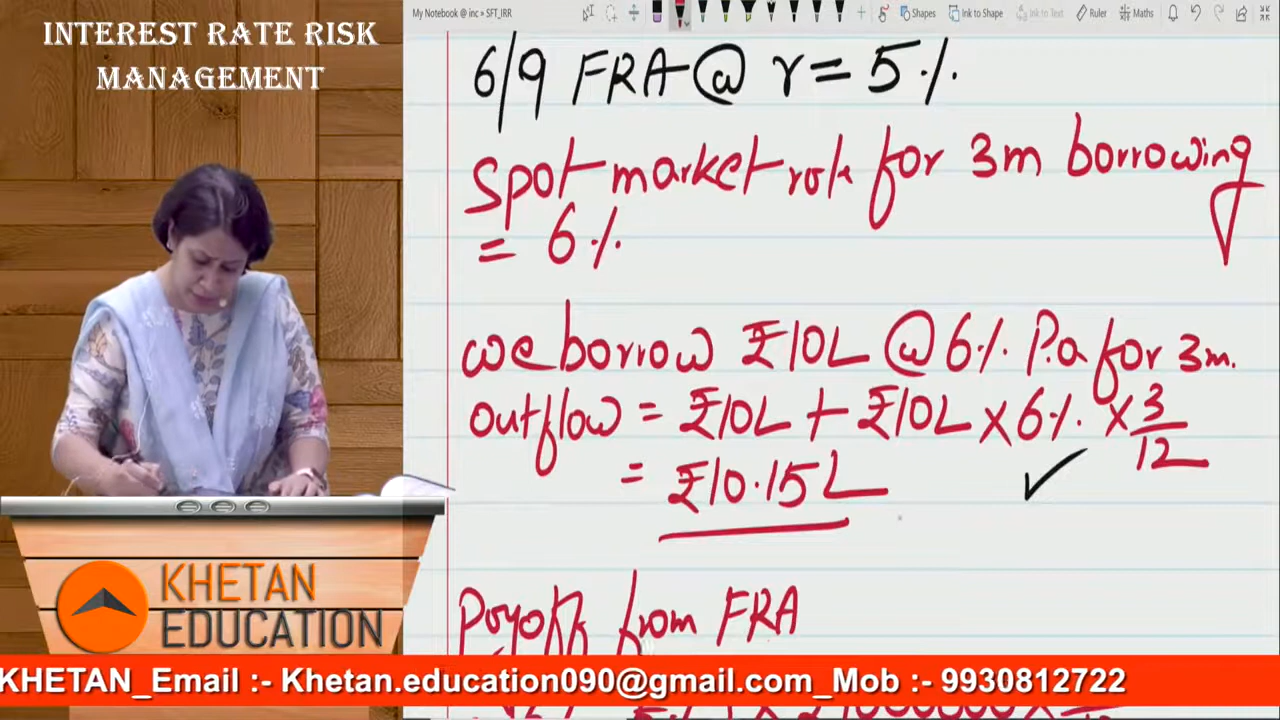 INTEREST RATE RISK
MANAGEMENT
My Notebook @ inc » SFT_IRR
Shapes
Ink to Shape
Ink to Text
Ruler
Maths
6/9 FRA @ r = 5%.
Spot market rate for 3m borrowing
= 6%
we borrow ₹10L @ 6% P.a for 3m.
outflow = ₹10L + ₹10L × 6% × 3/12
= ₹10.15L
Payoff from FRA
KHETAN
EDUCATION
KHETAN_Email :- Khetan.education090@gmail.com_Mob :- 9930812722